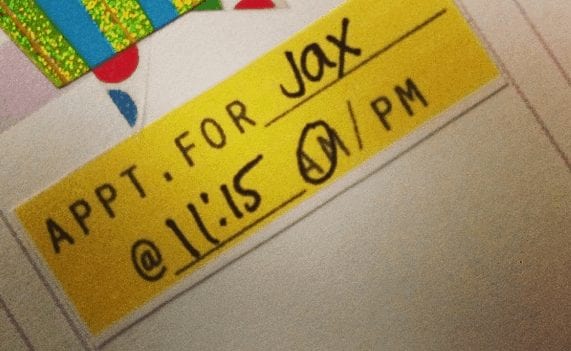 APPT. FOR Jax
@ 11:15 AM/PM